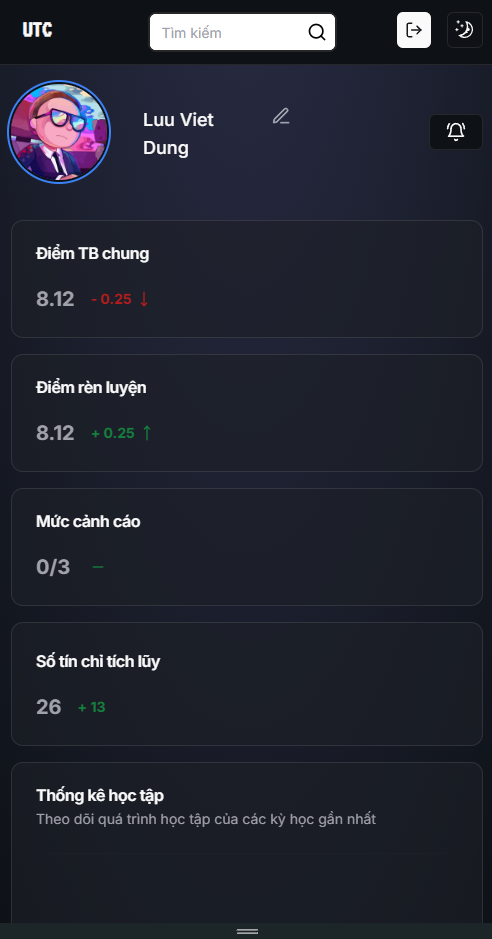 UTC
Tìm kiếm
Luu Viet
Dung
Điểm TB chung
8.12 - 0.25 ↓
Điểm rèn luyện
8.12 + 0.25 ↑
Mức cảnh cáo
0/3 –
Số tín chỉ tích lũy
26 + 13
Thống kê học tập
Theo dõi quá trình học tập của các kỳ học gần nhất